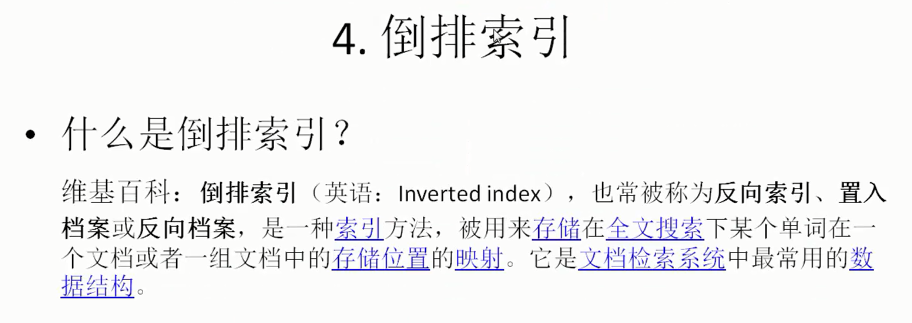 4. 倒排索引
• 什么是倒排索引？
维基百科：倒排索引（英语：Inverted index），也常被称为反向索引、置入
档案或反向档案，是一种索引方法，被用来存储在全文搜索下某个单词在一
个文档或者一组文档中的存储位置的映射。它是文档检索系统中最常用的数
据结构。